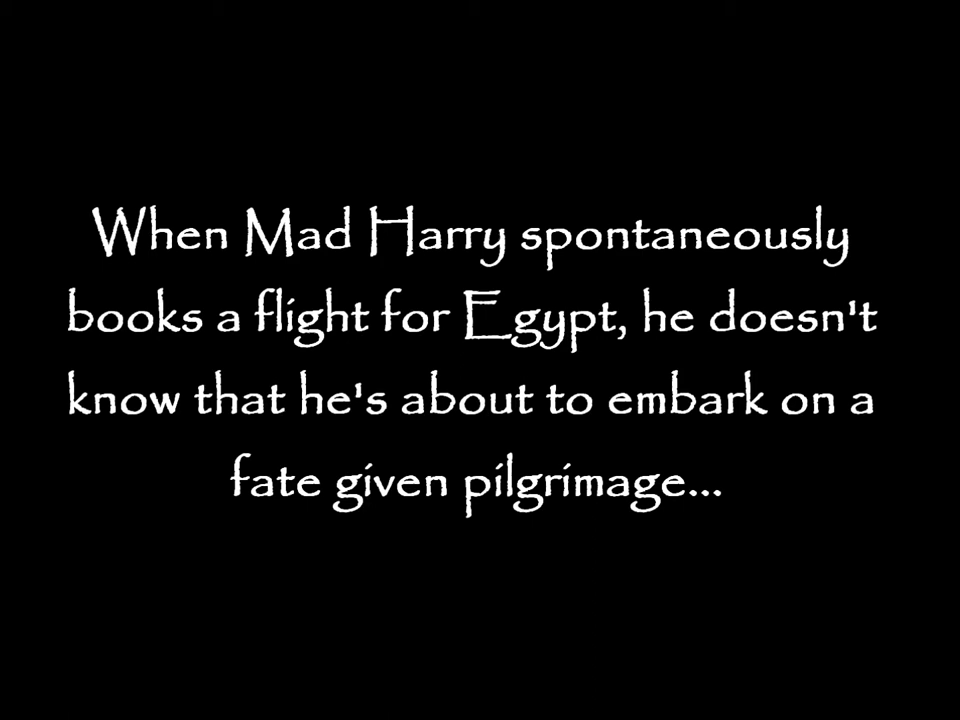 When Mad Harry spontaneously
books a flight for Egypt, he doesn't
know that he's about to embark on a
fate given pilgrimage...